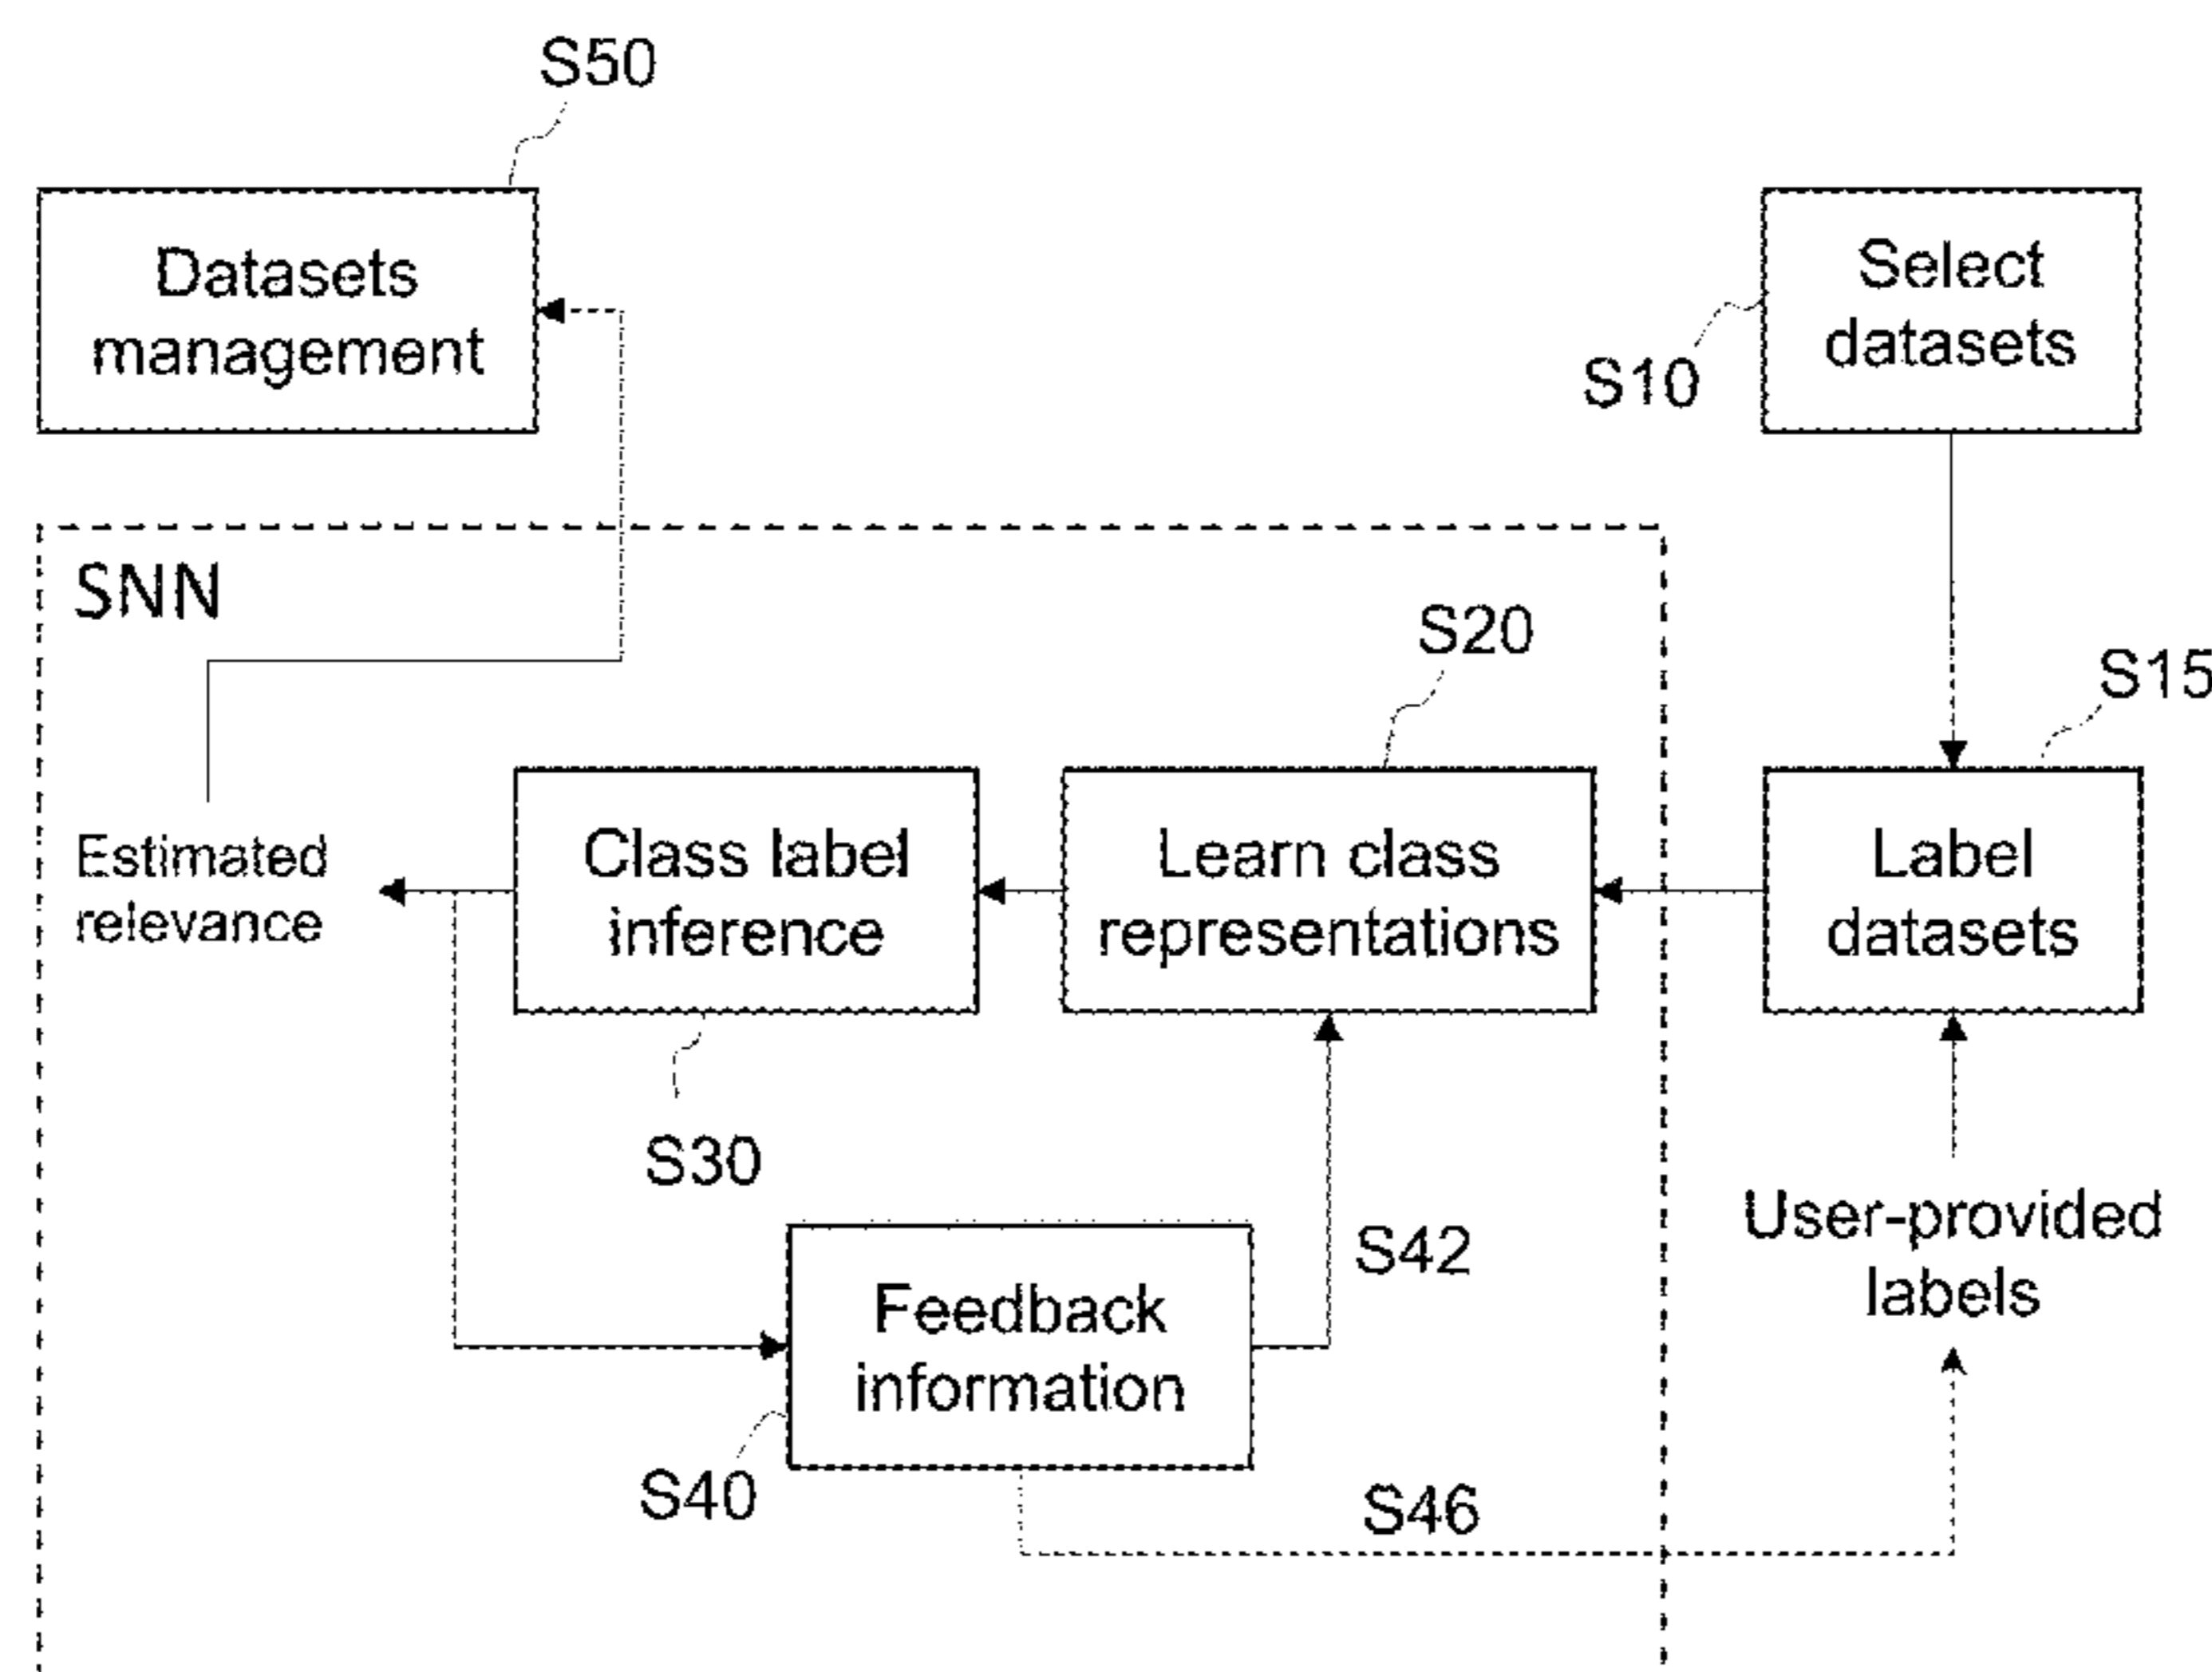 S50
Datasets
management
Select
datasets
S10
SNN
S20
S15
Estimated
relevance
Class label
inference
Learn class
representations
Label
datasets
S30
S42
User-provided
labels
Feedback
information
S40
S46